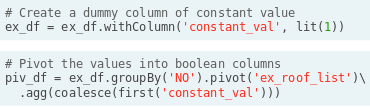 # Create a dummy column of constant value
ex_df = ex_df.withColumn('constant_val', lit(1))
# Pivot the values into boolean columns
piv_df = ex_df.groupBy('NO').pivot('ex_roof_list')\
.agg(coalesce(first('constant_val')))